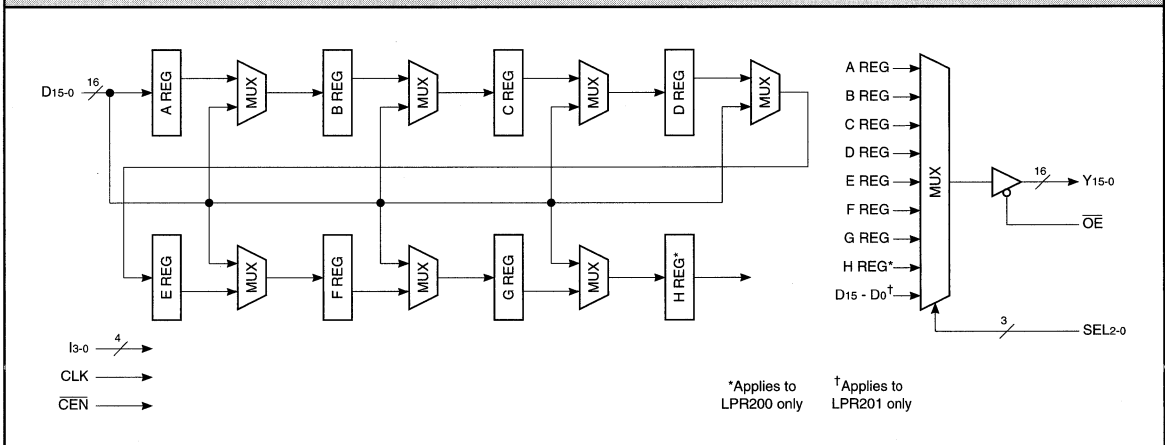 D15-0
16
A REG
MUX
B REG
MUX
C REG
MUX
D REG
MUX
E REG
MUX
F REG
MUX
G REG
MUX
H REG*
I3-0
4
CLK
CEN
A REG
B REG
C REG
D REG
E REG
F REG
G REG
H REG*
D15 - D0†
MUX
16
Y15-0
OE
3
SEL2-0
*Applies to
LPR200 only
†Applies to
LPR201 only